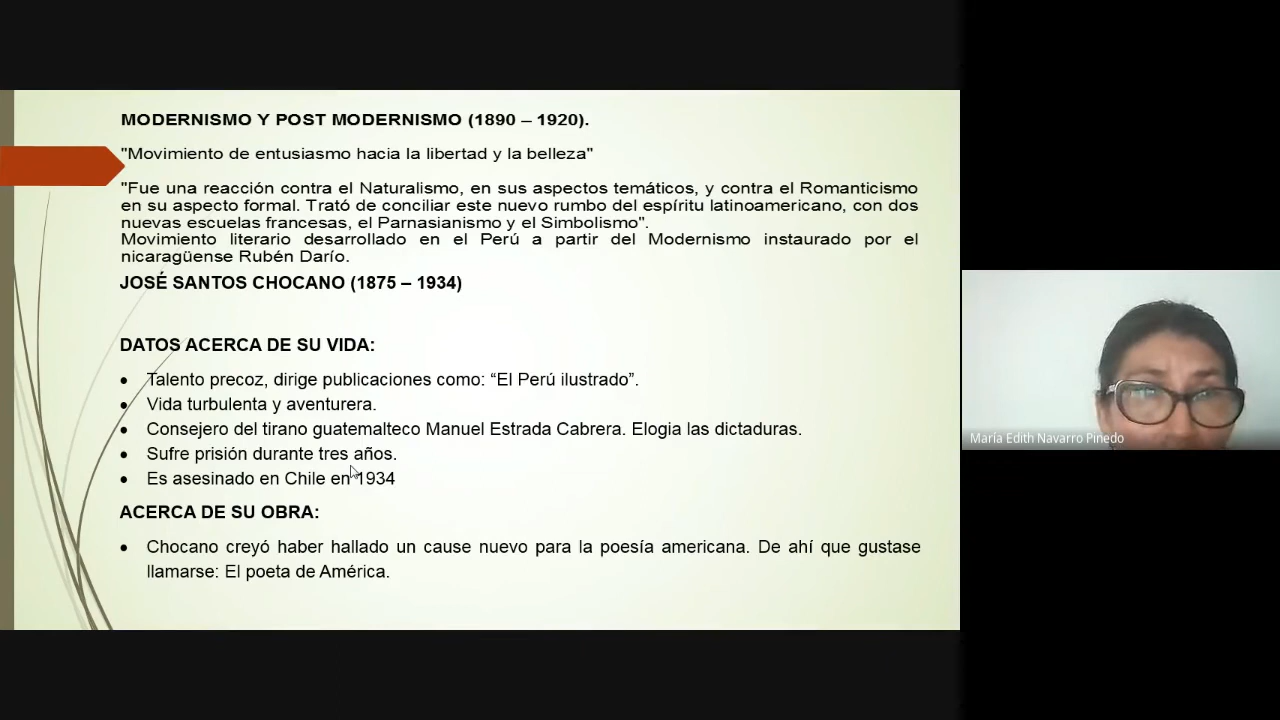 MODERNISMO Y POST MODERNISMO (1890 – 1920).
"Movimiento de entusiasmo hacia la libertad y la belleza"
"Fue una reacción contra el Naturalismo, en sus aspectos temáticos, y contra el Romanticismo
en su aspecto formal. Trató de conciliar este nuevo rumbo del espíritu latinoamericano, con dos
nuevas escuelas francesas, el Parnasianismo y el Simbolismo".
Movimiento literario desarrollado en el Perú a partir del Modernismo instaurado por el
nicaragüense Rubén Darío.
JOSÉ SANTOS CHOCANO (1875 – 1934)
DATOS ACERCA DE SU VIDA:
• Talento precoz, dirige publicaciones como: “El Perú ilustrado”.
• Vida turbulenta y aventurera.
• Consejero del tirano guatemalteco Manuel Estrada Cabrera. Elogia las dictaduras.
• Sufre prisión durante tres años.
• Es asesinado en Chile en 1934
ACERCA DE SU OBRA:
• Chocano creyó haber hallado un cause nuevo para la poesía americana. De ahí que gustase
llamarse: El poeta de América.
María Edith Navarro Pinedo